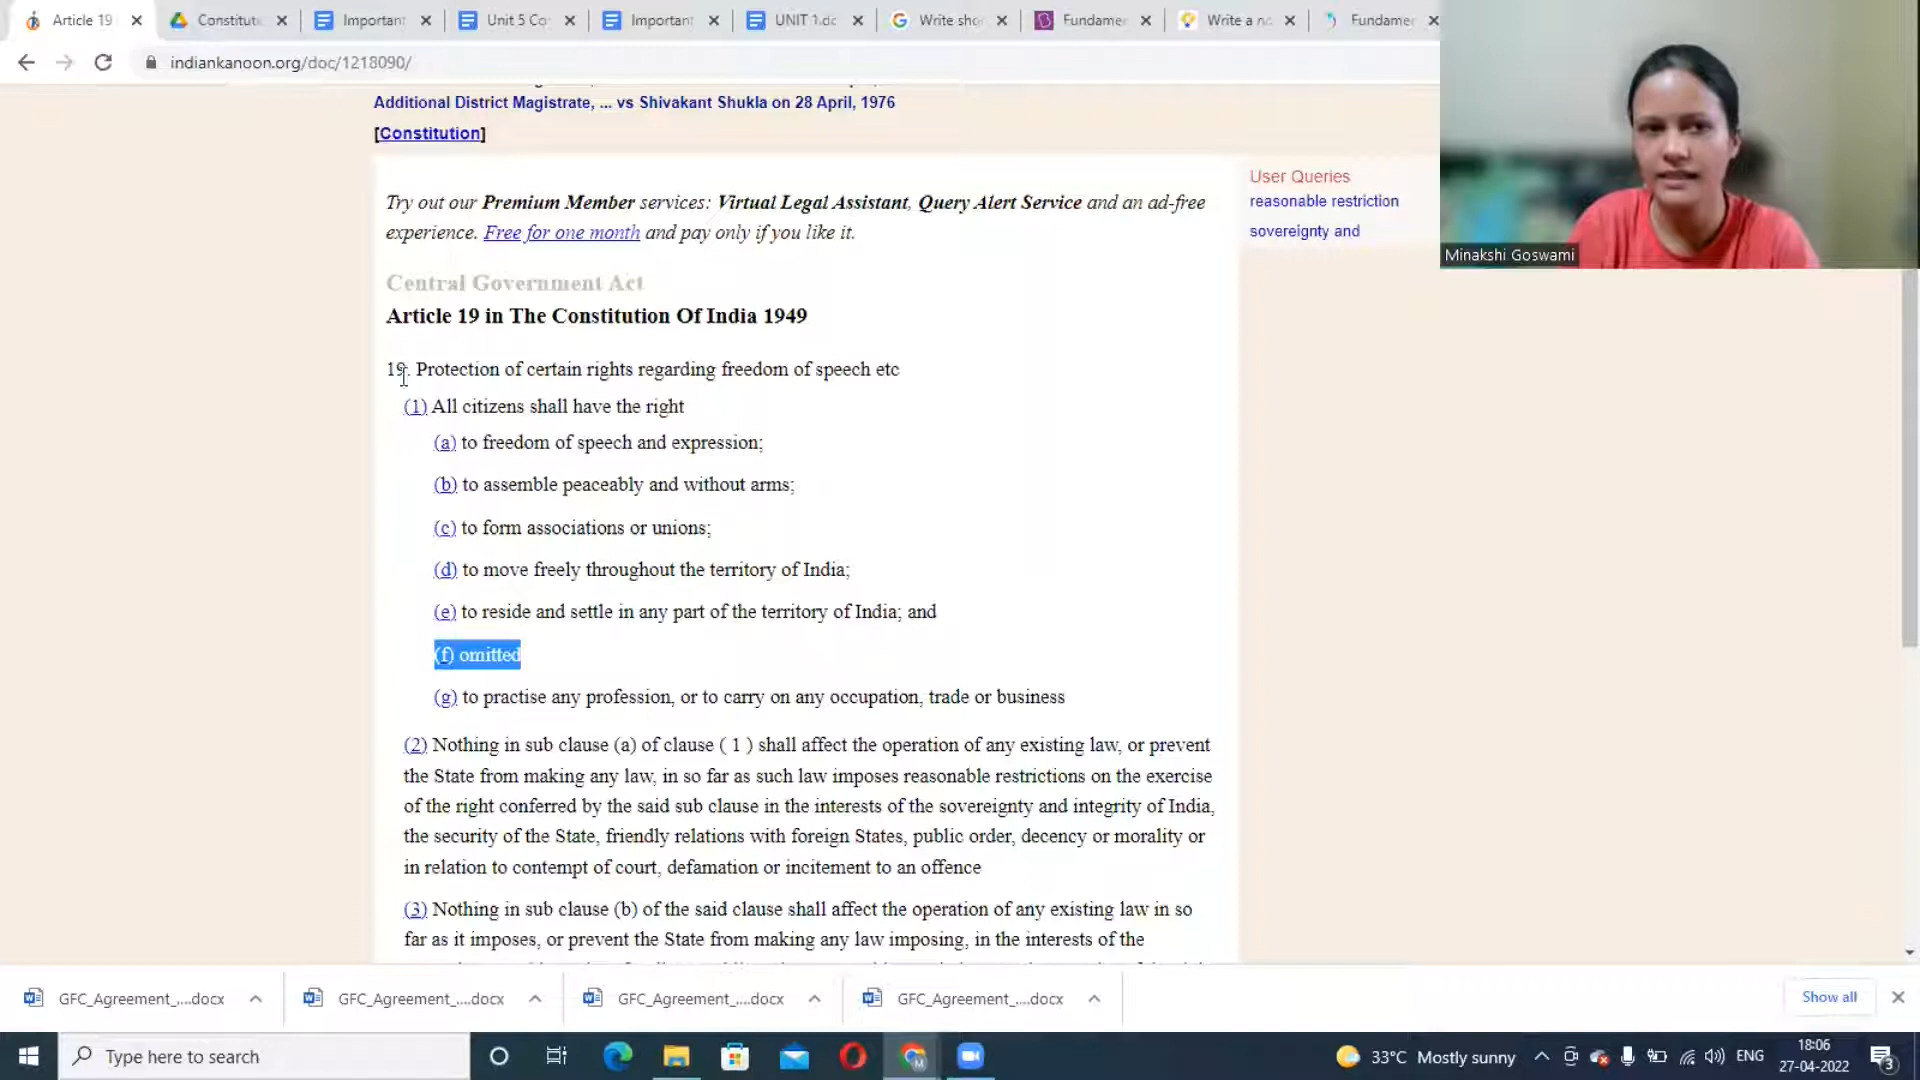 Article 19
Constitut
Important
Unit 5 Co
Important
UNIT 1.dc
Write sho
Fundame
Write a no
Fundame
indiankanoon.org/doc/1218090/
Additional District Magistrate, ... vs Shivakant Shukla on 28 April, 1976
[Constitution]
Try out our Premium Member services: Virtual Legal Assistant, Query Alert Service and an ad-free
experience. Free for one month and pay only if you like it.
User Queries
reasonable restriction
sovereignty and
Minakshi Goswami
Central Government Act
Article 19 in The Constitution Of India 1949
19. Protection of certain rights regarding freedom of speech etc
(1) All citizens shall have the right
(a) to freedom of speech and expression;
(b) to assemble peaceably and without arms;
(c) to form associations or unions;
(d) to move freely throughout the territory of India;
(e) to reside and settle in any part of the territory of India; and
(f) omitted
(g) to practise any profession, or to carry on any occupation, trade or business
(2) Nothing in sub clause (a) of clause ( 1 ) shall affect the operation of any existing law, or prevent
the State from making any law, in so far as such law imposes reasonable restrictions on the exercise
of the right conferred by the said sub clause in the interests of the sovereignty and integrity of India,
the security of the State, friendly relations with foreign States, public order, decency or morality or
in relation to contempt of court, defamation or incitement to an offence
(3) Nothing in sub clause (b) of the said clause shall affect the operation of any existing law in so
far as it imposes, or prevent the State from making any law imposing, in the interests of the
GFC_Agreement_....docx
GFC_Agreement_....docx
GFC_Agreement_....docx
GFC_Agreement_....docx
Show all
Type here to search
33°C Mostly sunny
ENG
18:06
27-04-2022
3